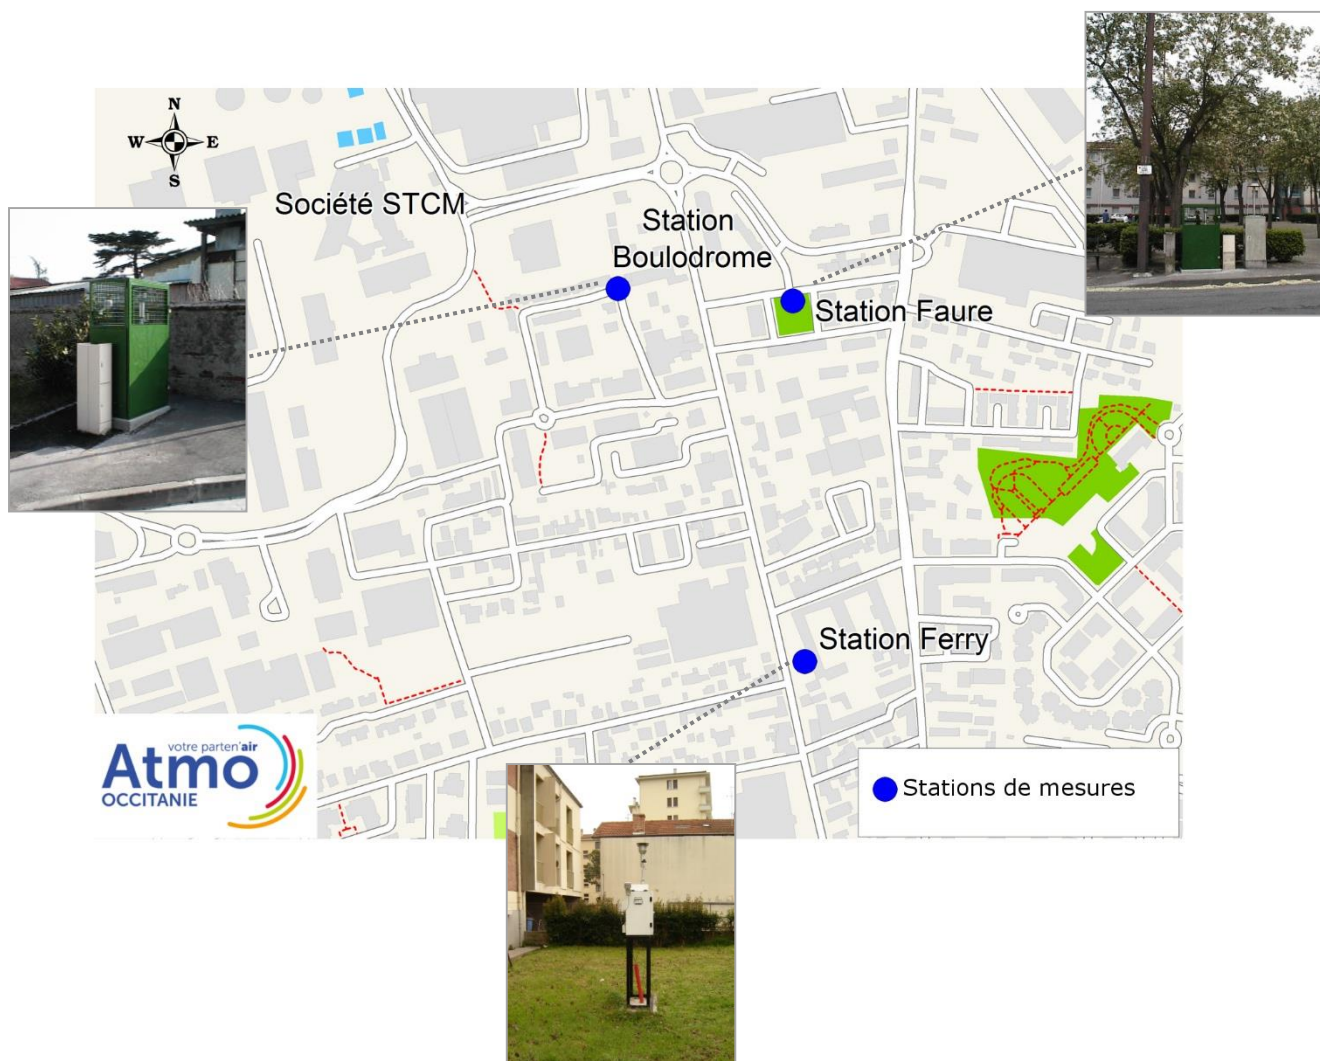 N
W E
S
Société STCM
Station
Boulodrome
Station Faure
Station Ferry
votre parten'air
Atmo
OCCITANIE
Stations de mesures